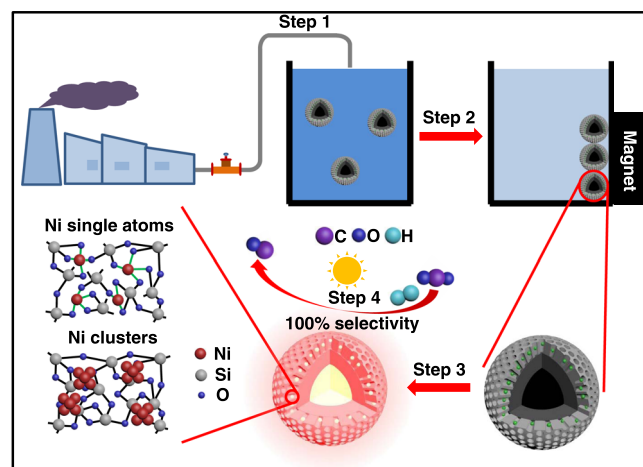 Step 1
Step 2
Magnet
Ni single atoms
C
O
H
Step 4
100% selectivity
Ni clusters
Ni
Si
O
Step 3